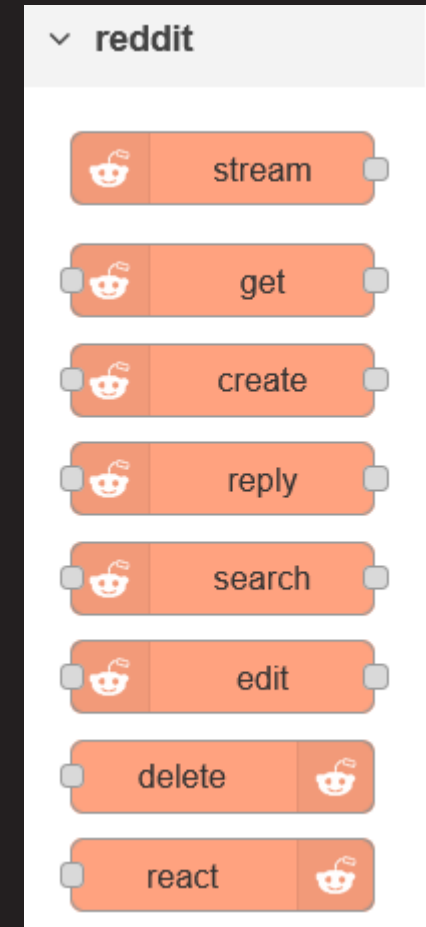 reddit
stream
get
create
reply
search
edit
delete
react